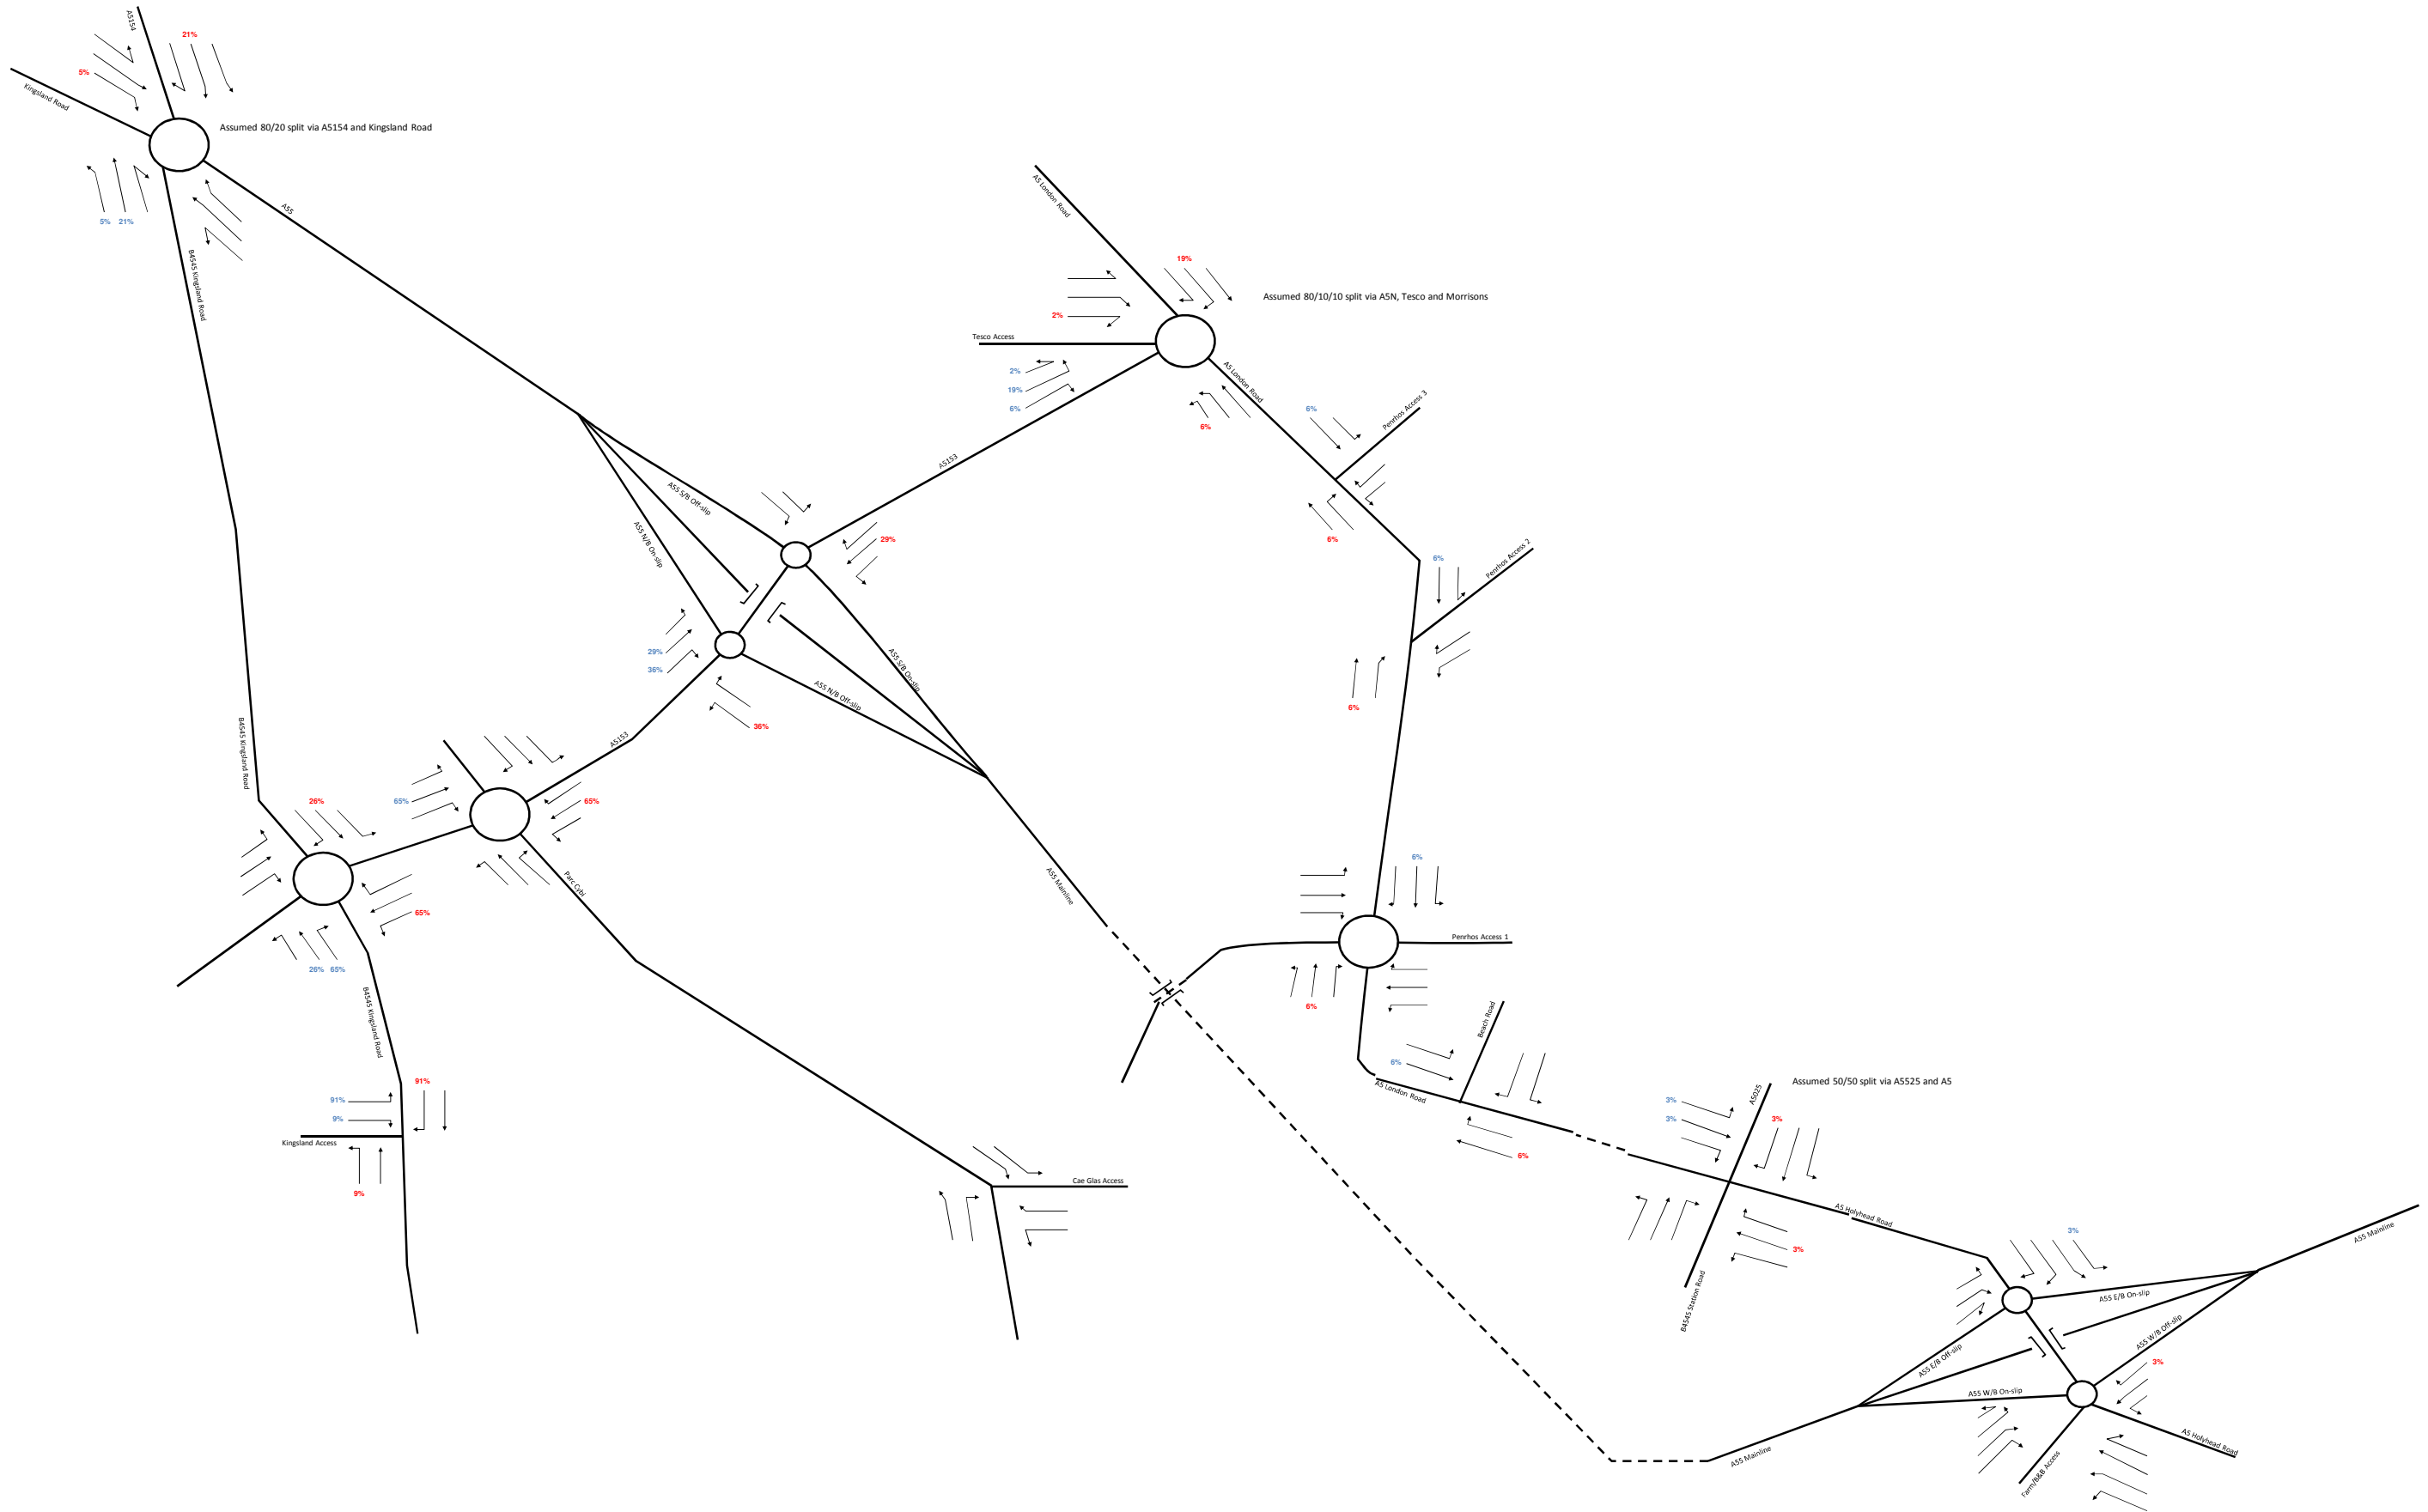 A5154
21%
5%
Kingsland Road
Assumed 80/20 split via A5154 and Kingsland Road
5%
21%
A55
B4545 Kingsland Road
A5 London Road
19%
Assumed 80/10/10 split via A5N, Tesco and Morrisons
2%
Tesco Access
2%
19%
6%
A5 London Road
6%
6%
Penrhos Access 3
A5153
A55 S/B Off-slip
A55 N/B On-slip
29%
6%
6%
Penrhos Access 2
29%
36%
A55 S/B On-slip
A55 N/B Off-slip
6%
36%
B4545 Kingsland Road
A5153
65%
65%
26%
Parc Cybi
A55 Mainline
6%
65%
Penrhos Access 1
26%
65%
B4545 Kingsland Road
6%
Beach Road
6%
A5 London Road
91%
91%
9%
Kingsland Access
9%
A5025
Assumed 50/50 split via A5525 and A5
3%
3%
3%
6%
Cae Glas Access
A5 Holyhead Road
3%
3%
A55 Mainline
B4545 Station Road
A55 E/B On-slip
A55 W/B Off-slip
A55 E/B Off-slip
3%
A55 W/B On-slip
A5 Holyhead Road
A55 Mainline
Farm/B&B Access